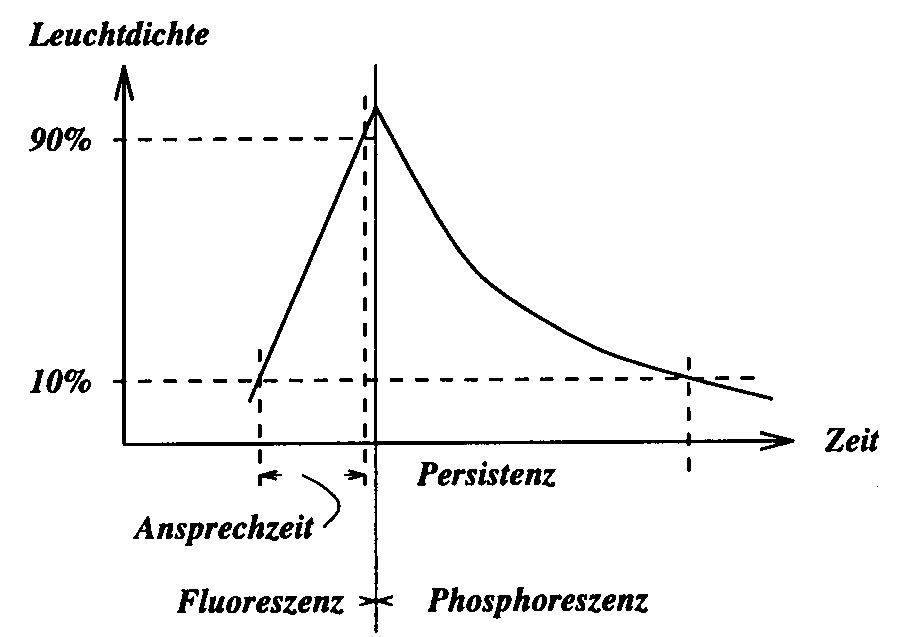 Leuchtdichte
90%
10%
Zeit
Persistenz
Ansprechzeit
Fluoreszenz
Phosphoreszenz